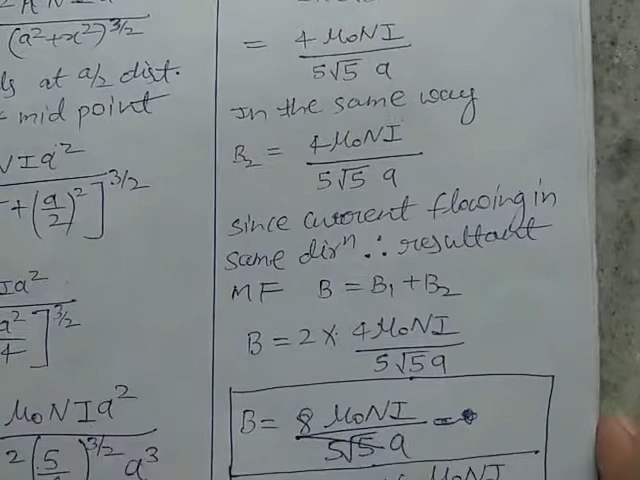 (a²+x²)^3/2
at a/2 dist.
mid point
NIa²
+(a/2)²]^3/2
Ia²
a²/4]^3/2
μ₀NIa²
2(5/4)^3/2 a³
= 4μ₀NI / 5√5 a
In the same way
B₂ = 4μ₀NI / 5√5 a
since current flowing in
same dirⁿ ∴ resultant
MF B = B₁ + B₂
B = 2 × 4μ₀NI / 5√5 a
B = 8μ₀NI / 5√5 a
μ₀NI